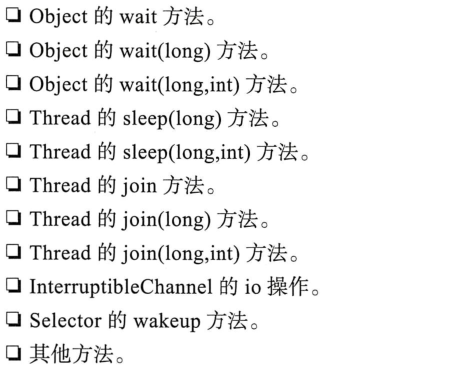 ❑ Object 的 wait 方法。
❑ Object 的 wait(long) 方法。
❑ Object 的 wait(long,int) 方法。
❑ Thread 的 sleep(long) 方法。
❑ Thread 的 sleep(long,int) 方法。
❑ Thread 的 join 方法。
❑ Thread 的 join(long) 方法。
❑ Thread 的 join(long,int) 方法。
❑ InterruptibleChannel 的 io 操作。
❑ Selector 的 wakeup 方法。
❑ 其他方法。